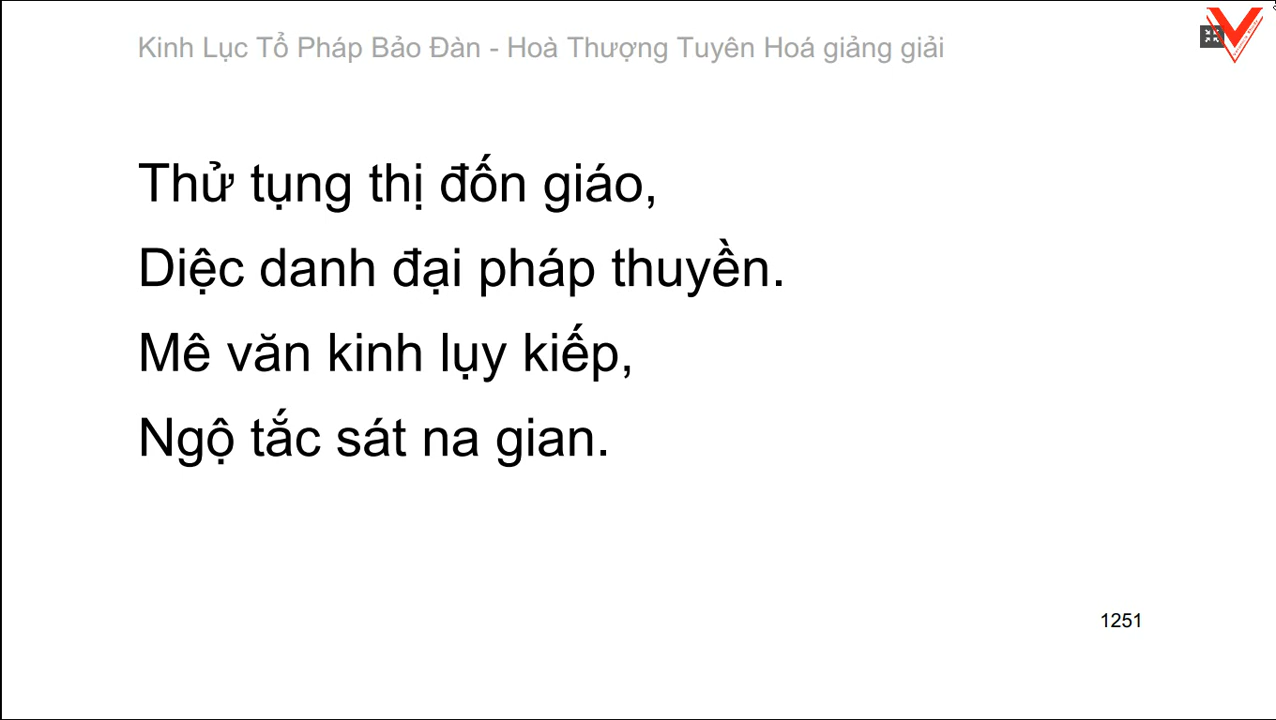 Kinh Lục Tổ Pháp Bảo Đàn - Hoà Thượng Tuyên Hoá giảng giải
Thử tụng thị đốn giáo,
Diệc danh đại pháp thuyền.
Mê văn kinh lụy kiếp,
Ngộ tắc sát na gian.
1251